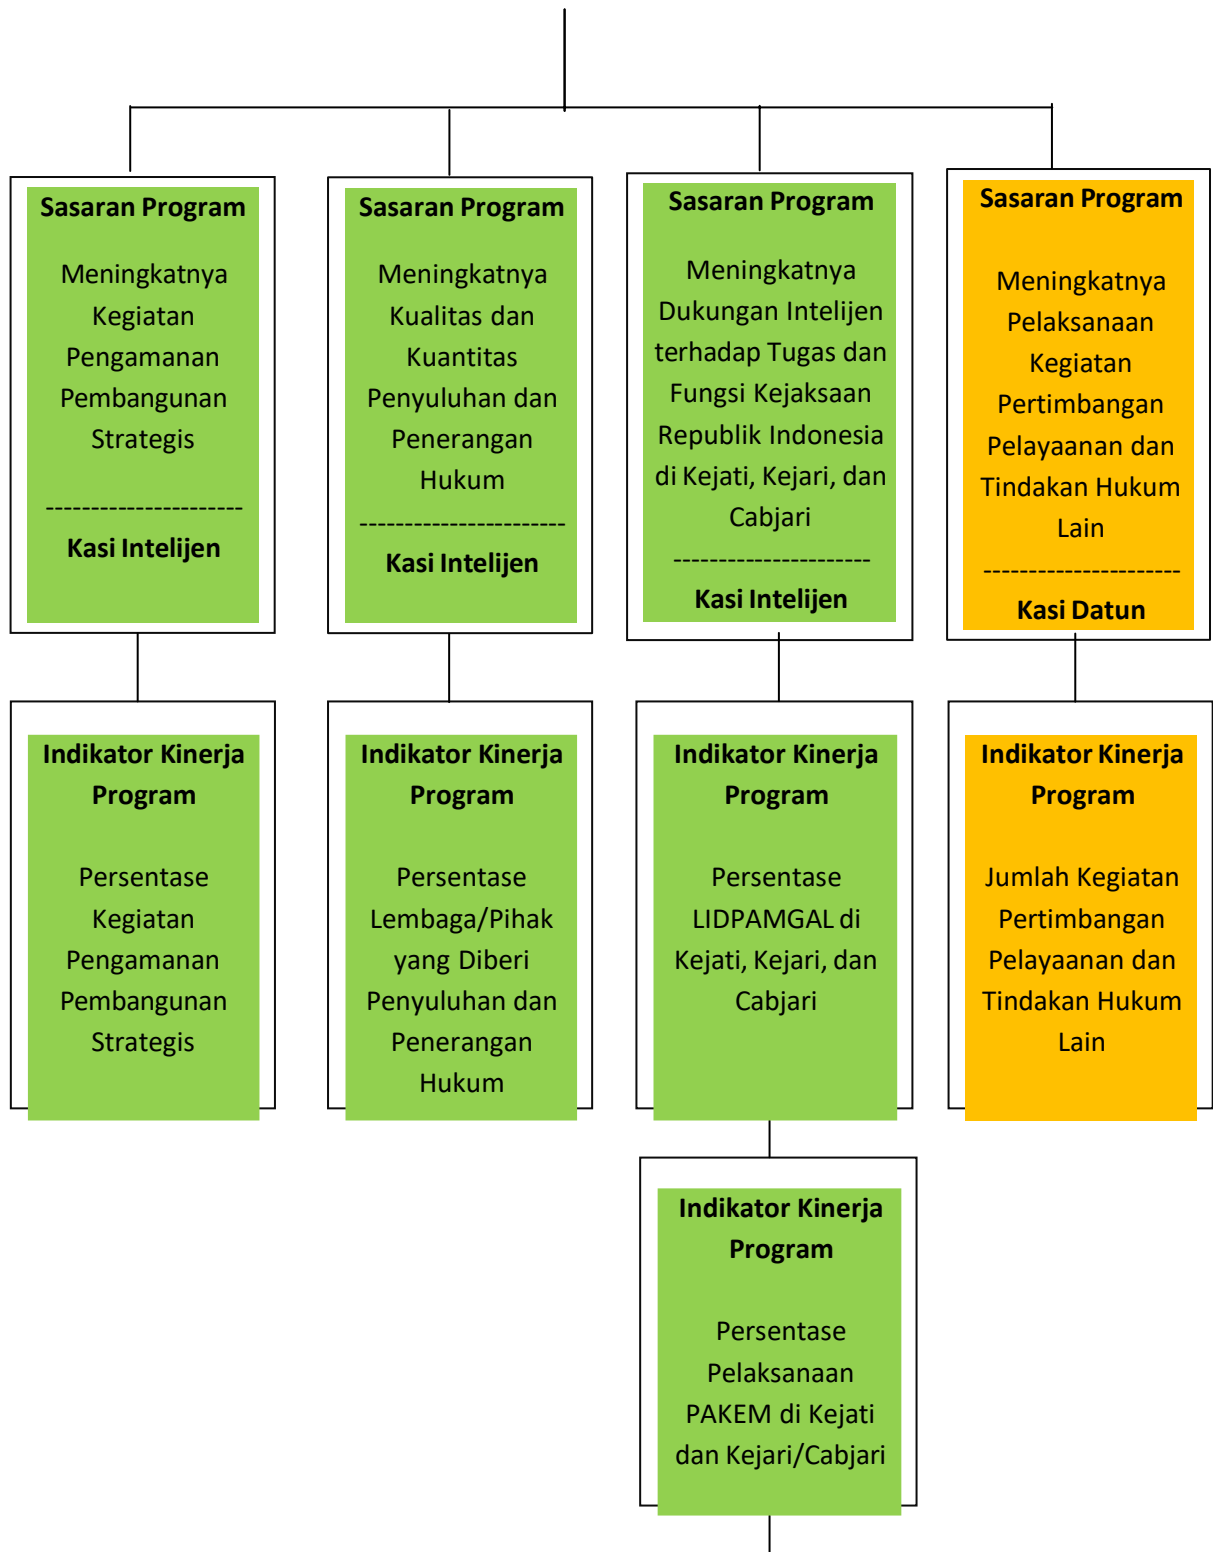 Sasaran Program
Meningkatnya
Kegiatan
Pengamanan
Pembangunan
Strategis
----------------------
Kasi Intelijen
Sasaran Program
Meningkatnya
Kualitas dan
Kuantitas
Penyuluhan dan
Penerangan
Hukum
-----------------------
Kasi Intelijen
Sasaran Program
Meningkatnya
Dukungan Intelijen
terhadap Tugas dan
Fungsi Kejaksaan
Republik Indonesia
di Kejati, Kejari, dan
Cabjari
----------------------
Kasi Intelijen
Sasaran Program
Meningkatnya
Pelaksanaan
Kegiatan
Pertimbangan
Pelayaanan dan
Tindakan Hukum
Lain
----------------------
Kasi Datun
Indikator Kinerja
Program
Persentase
Kegiatan
Pengamanan
Pembangunan
Strategis
Indikator Kinerja
Program
Persentase
Lembaga/Pihak
yang Diberi
Penyuluhan dan
Penerangan
Hukum
Indikator Kinerja
Program
Persentase
LIDPAMGAL di
Kejati, Kejari, dan
Cabjari
Indikator Kinerja
Program
Jumlah Kegiatan
Pertimbangan
Pelayaanan dan
Tindakan Hukum
Lain
Indikator Kinerja
Program
Persentase
Pelaksanaan
PAKEM di Kejati
dan Kejari/Cabjari